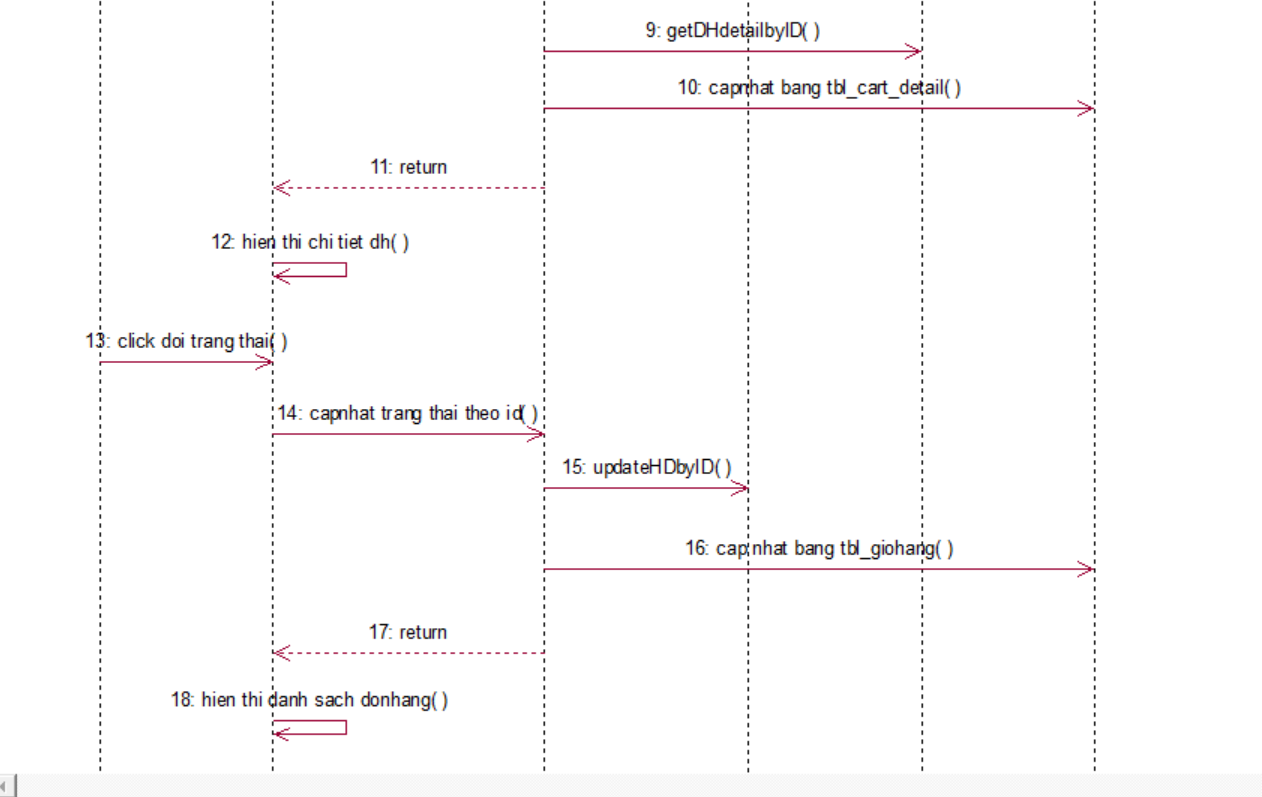 9: getDHdetailbyID( )
10: capnhat bang tbl_cart_detail( )
11: return
12: hien thi chi tiet dh( )
13: click doi trang thai( )
14: capnhat trang thai theo id( )
15: updateHDbyID( )
16: cap nhat bang tbl_giohang( )
17: return
18: hien thi danh sach donhang( )